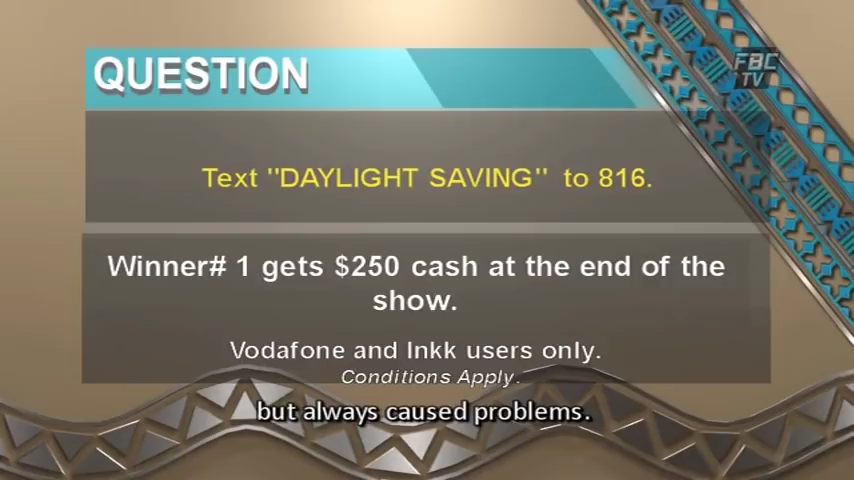 QUESTION
FBC
TV
Text "DAYLIGHT SAVING" to 816.
Winner# 1 gets $250 cash at the end of the
show.
Vodafone and Inkk users only.
Conditions Apply.
but always caused problems.